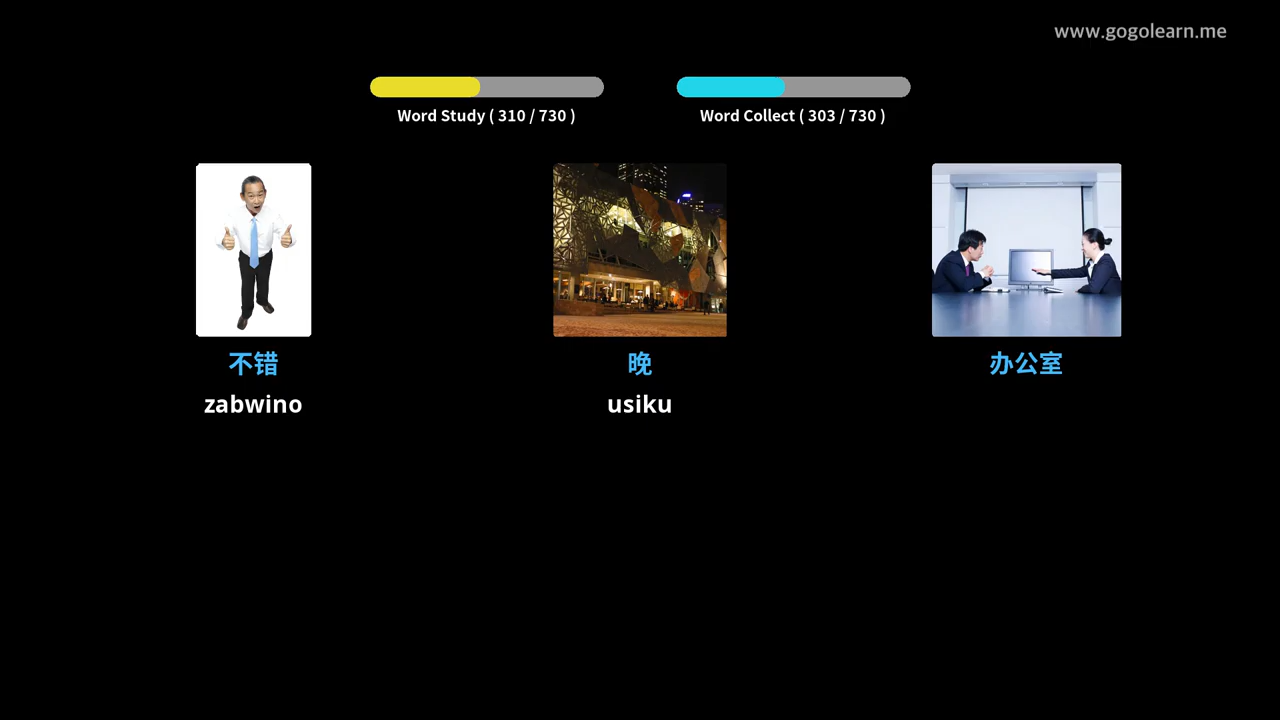 www.gogolearn.me
Word Study ( 310 / 730 )
Word Collect ( 303 / 730 )
不错
晚
办公室
zabwino
usiku